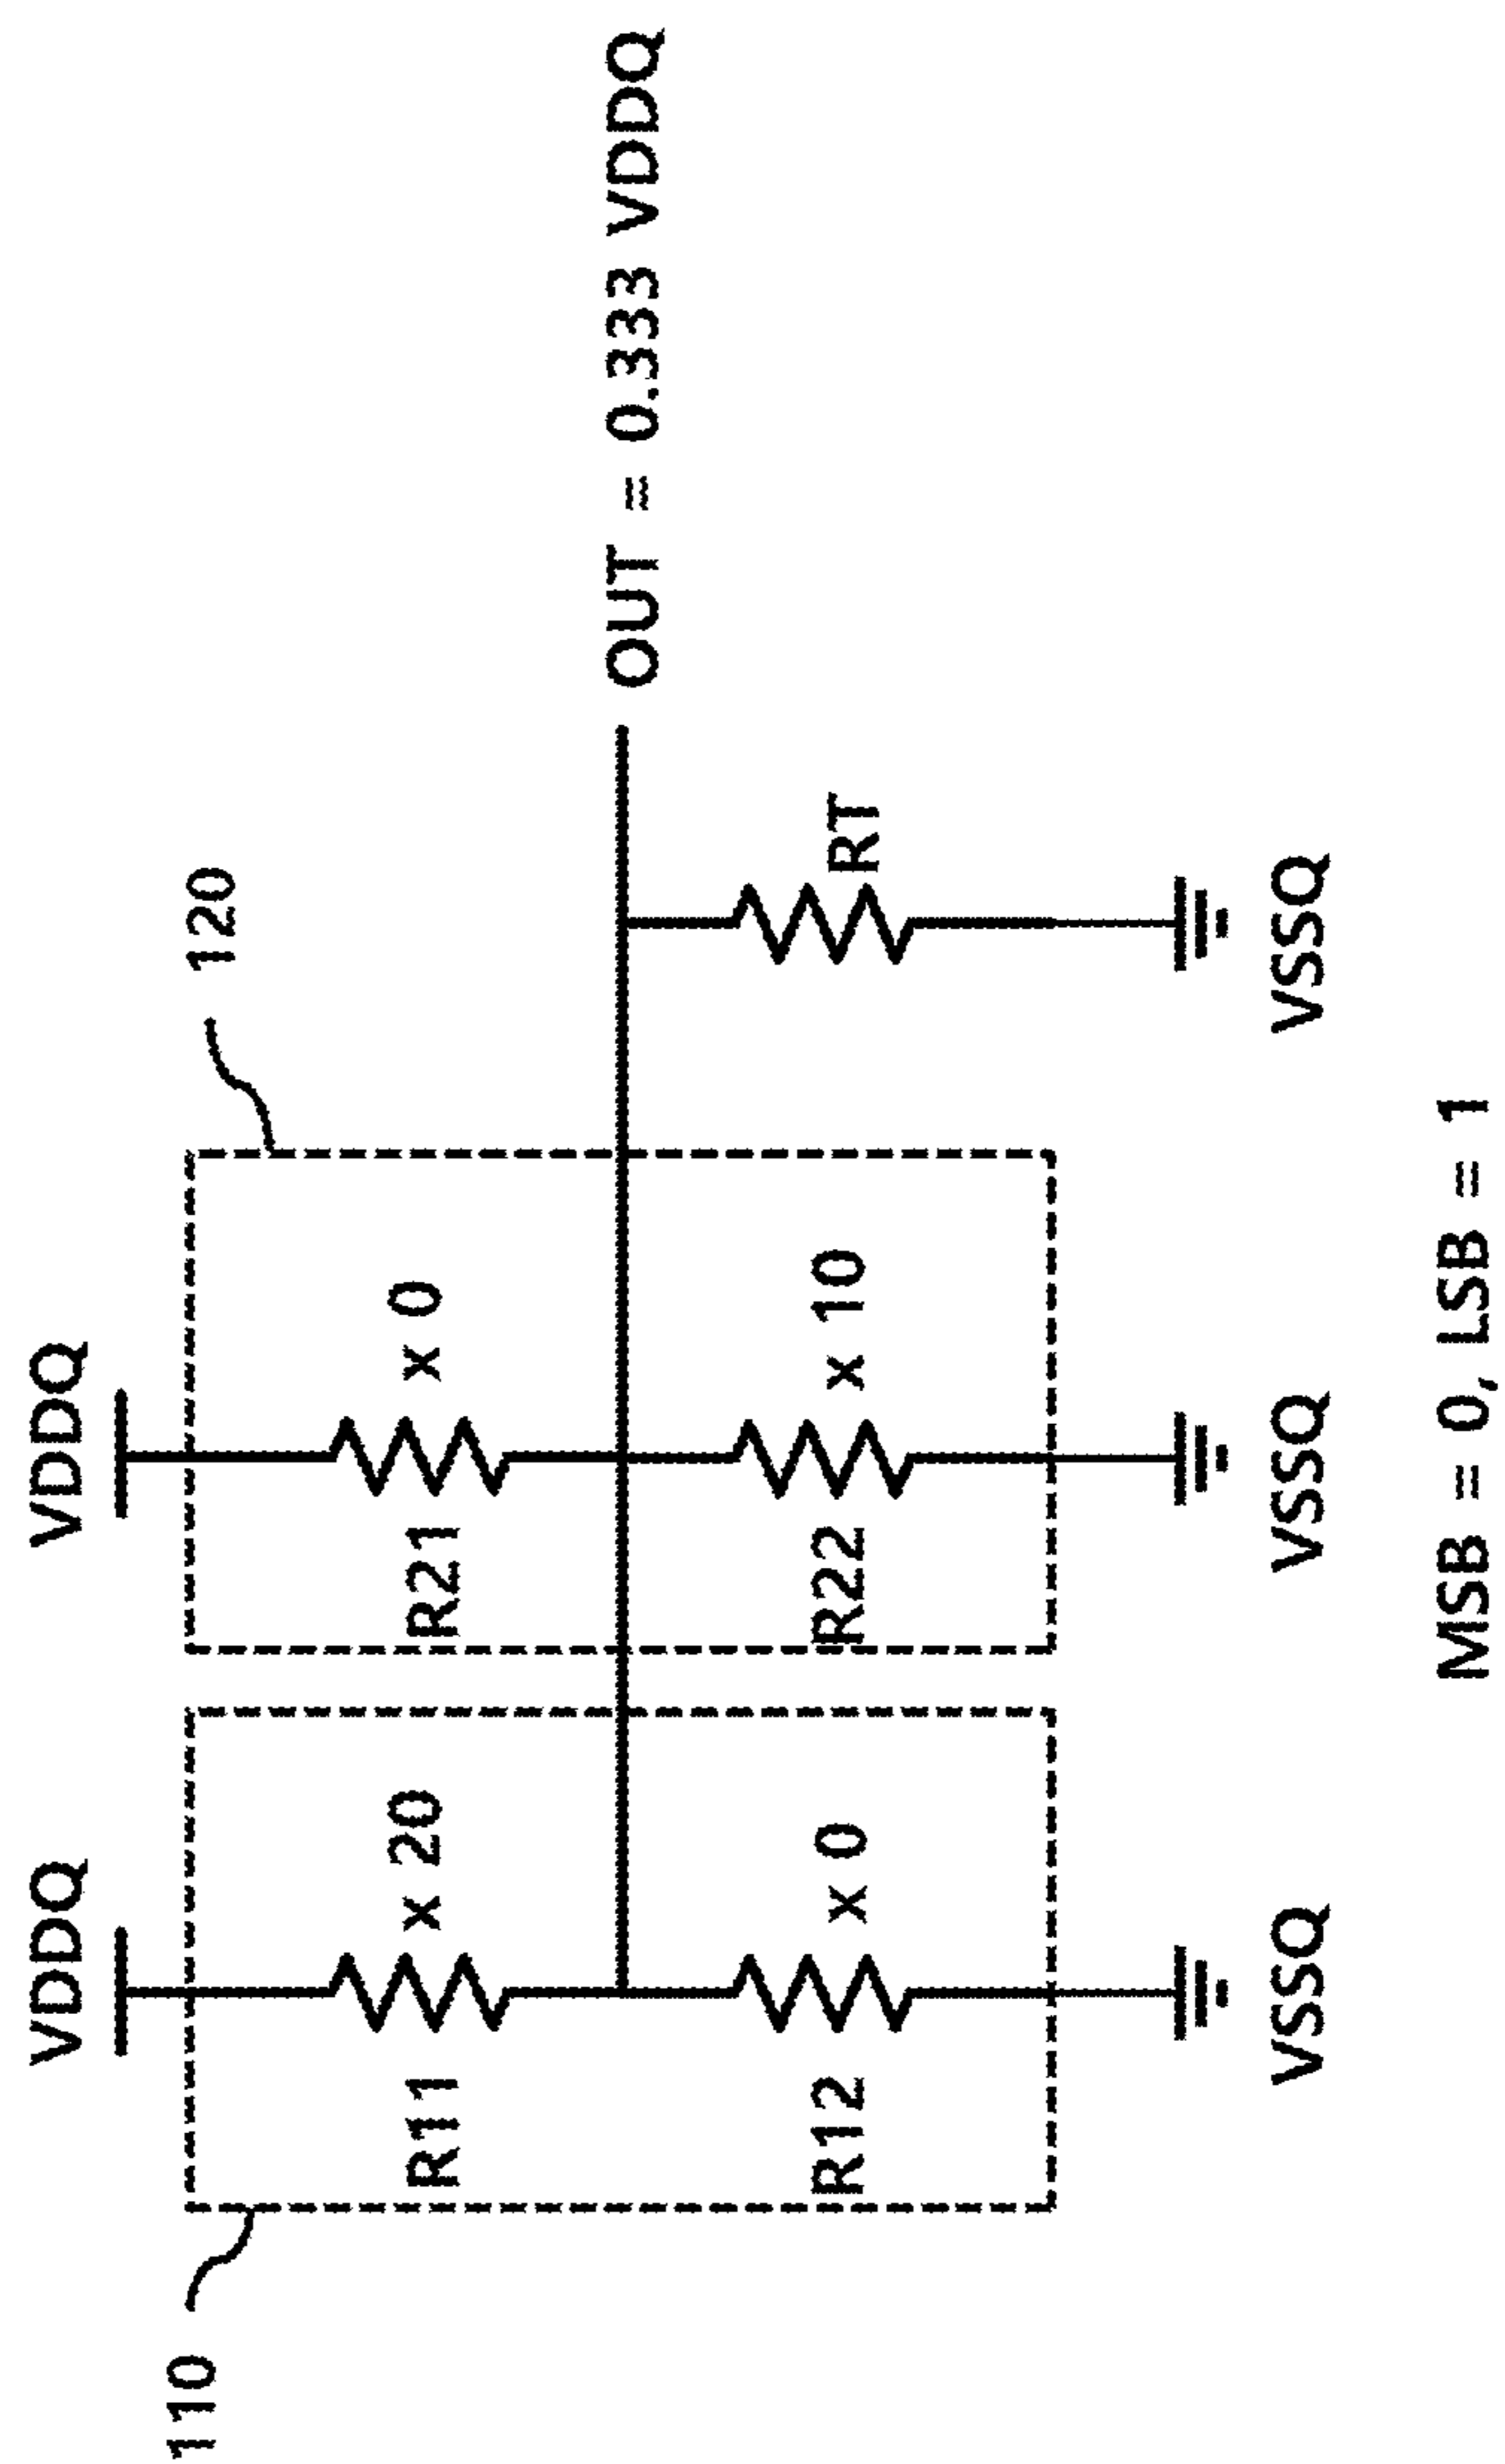 VDDQ VDDQ
110
120
R11 x 20
R21 x 0
OUT = 0.333 VDDQ
R12 x 0
R22 x 10
RT
VSSQ VSSQ VSSQ
MSB = 0, LSB = 1